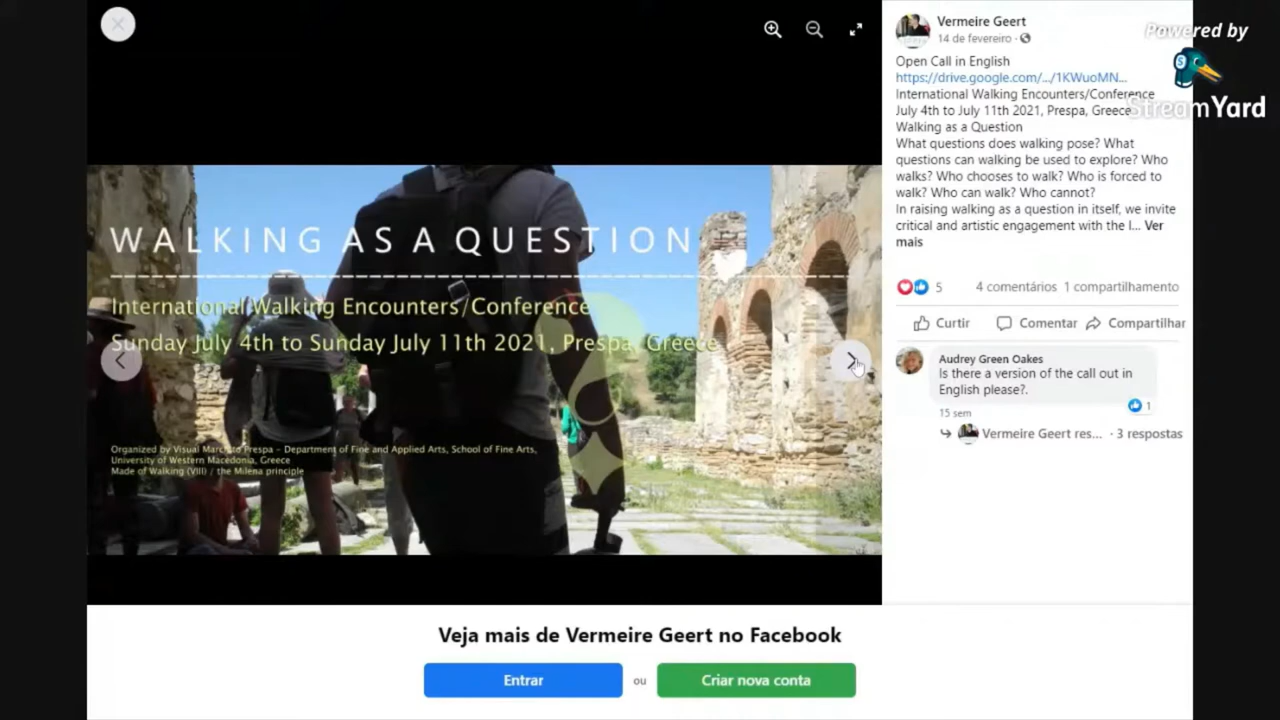 WALKING AS A QUESTION
International Walking Encounters/Conference
Sunday July 4th to Sunday July 11th 2021, Prespa, Greece
Organized by Visual March to Prespa – Department of Fine and Applied Arts, School of Fine Arts,
University of Western Macedonia, Greece
Made of Walking (VIII) / the Milena principle
Vermeire Geert
14 de fevereiro ·
Powered by
StreamYard
Open Call in English
https://drive.google.com/.../1KWuoMN...
International Walking Encounters/Conference
July 4th to July 11th 2021, Prespa, Greece
Walking as a Question
What questions does walking pose? What
questions can walking be used to explore? Who
walks? Who chooses to walk? Who is forced to
walk? Who can walk? Who cannot?
In raising walking as a question in itself, we invite
critical and artistic engagement with the l... Ver
mais
5 4 comentários 1 compartilhamento
Curtir Comentar Compartilhar
Audrey Green Oakes
Is there a version of the call out in
English please?.
1
15 sem
Vermeire Geert res... · 3 respostas
Veja mais de Vermeire Geert no Facebook
Entrar ou Criar nova conta